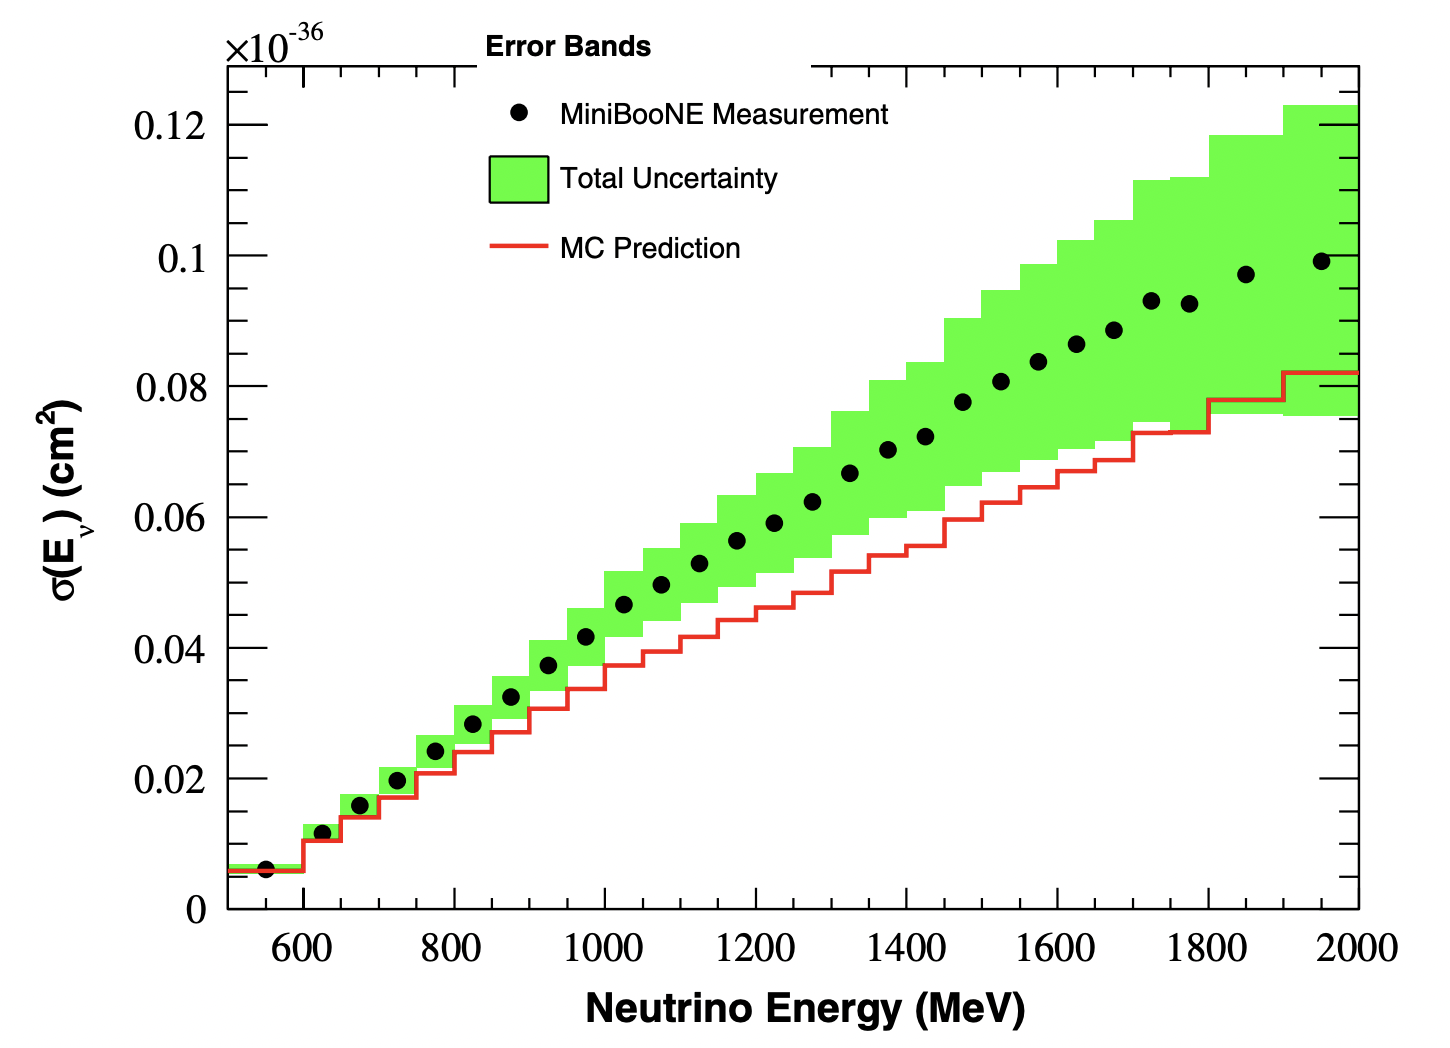 ×10-36
Error Bands
MiniBooNE Measurement
Total Uncertainty
MC Prediction
0.12
0.1
0.08
0.06
0.04
0.02
0
σ(Eν) (cm2)
600 800 1000 1200 1400 1600 1800 2000
Neutrino Energy (MeV)